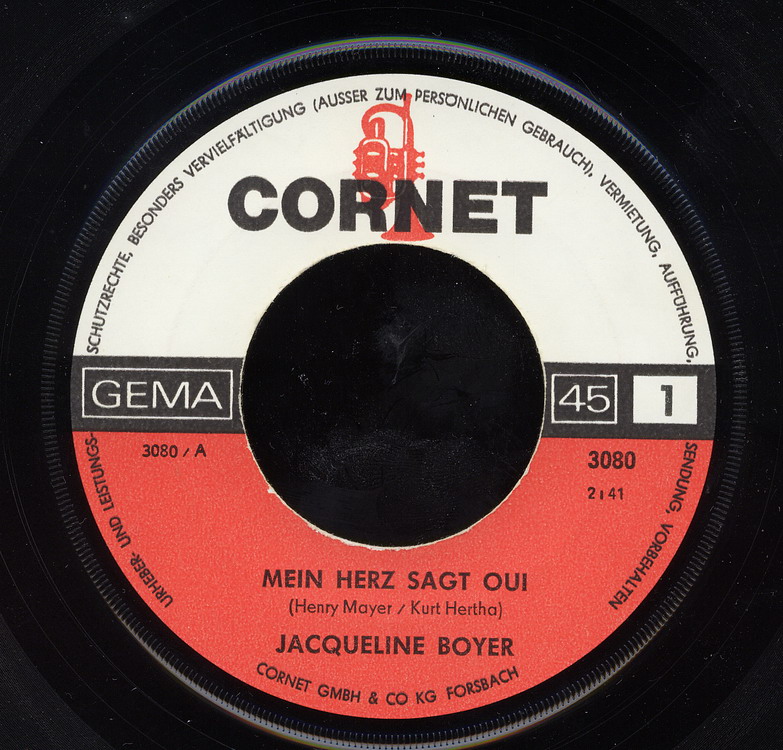 URHEBER- UND LEISTUNGS-SCHUTZRECHTE, BESONDERS VERVIELFÄLTIGUNG (AUSSER ZUM PERSÖNLICHEN GEBRAUCH), VERMIETUNG, AUFFÜHRUNG, SENDUNG, VORBEHALTEN
CORNET
GEMA 45 1
3080 / A 3080
2:41
MEIN HERZ SAGT OUI
(Henry Mayer / Kurt Hertha)
JACQUELINE BOYER
CORNET GMBH & CO KG FORSBACH